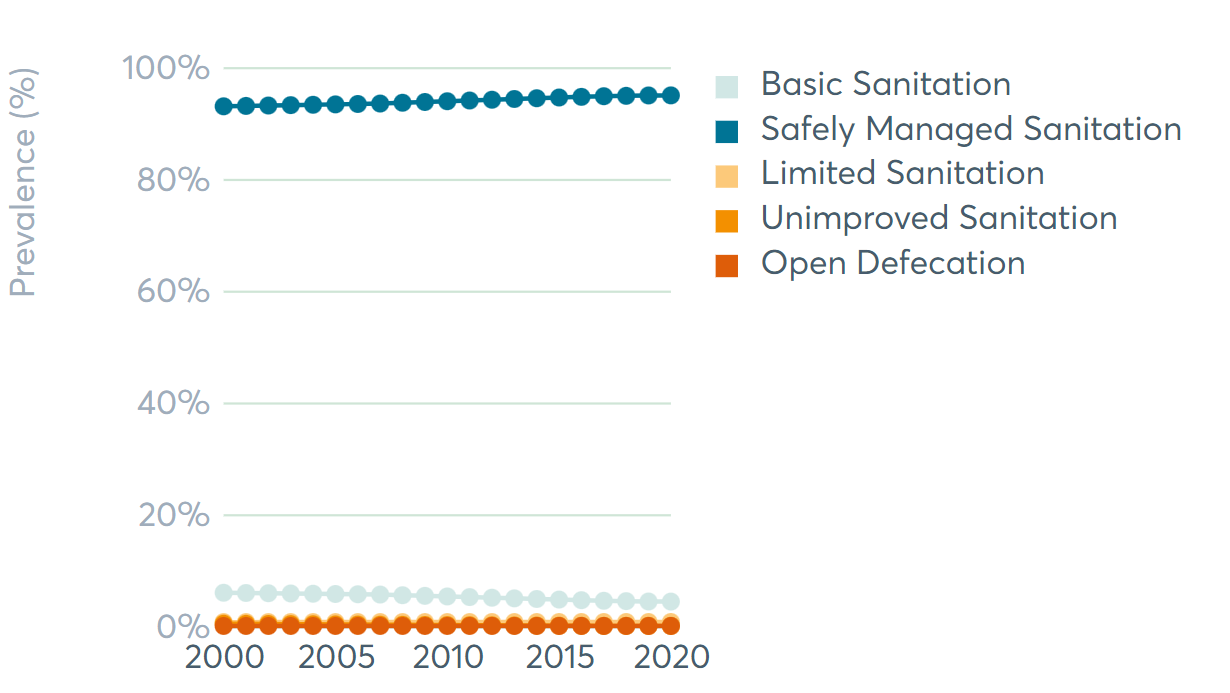 Prevalence (%)
100%
80%
60%
40%
20%
0%
2000 2005 2010 2015 2020
Basic Sanitation
Safely Managed Sanitation
Limited Sanitation
Unimproved Sanitation
Open Defecation